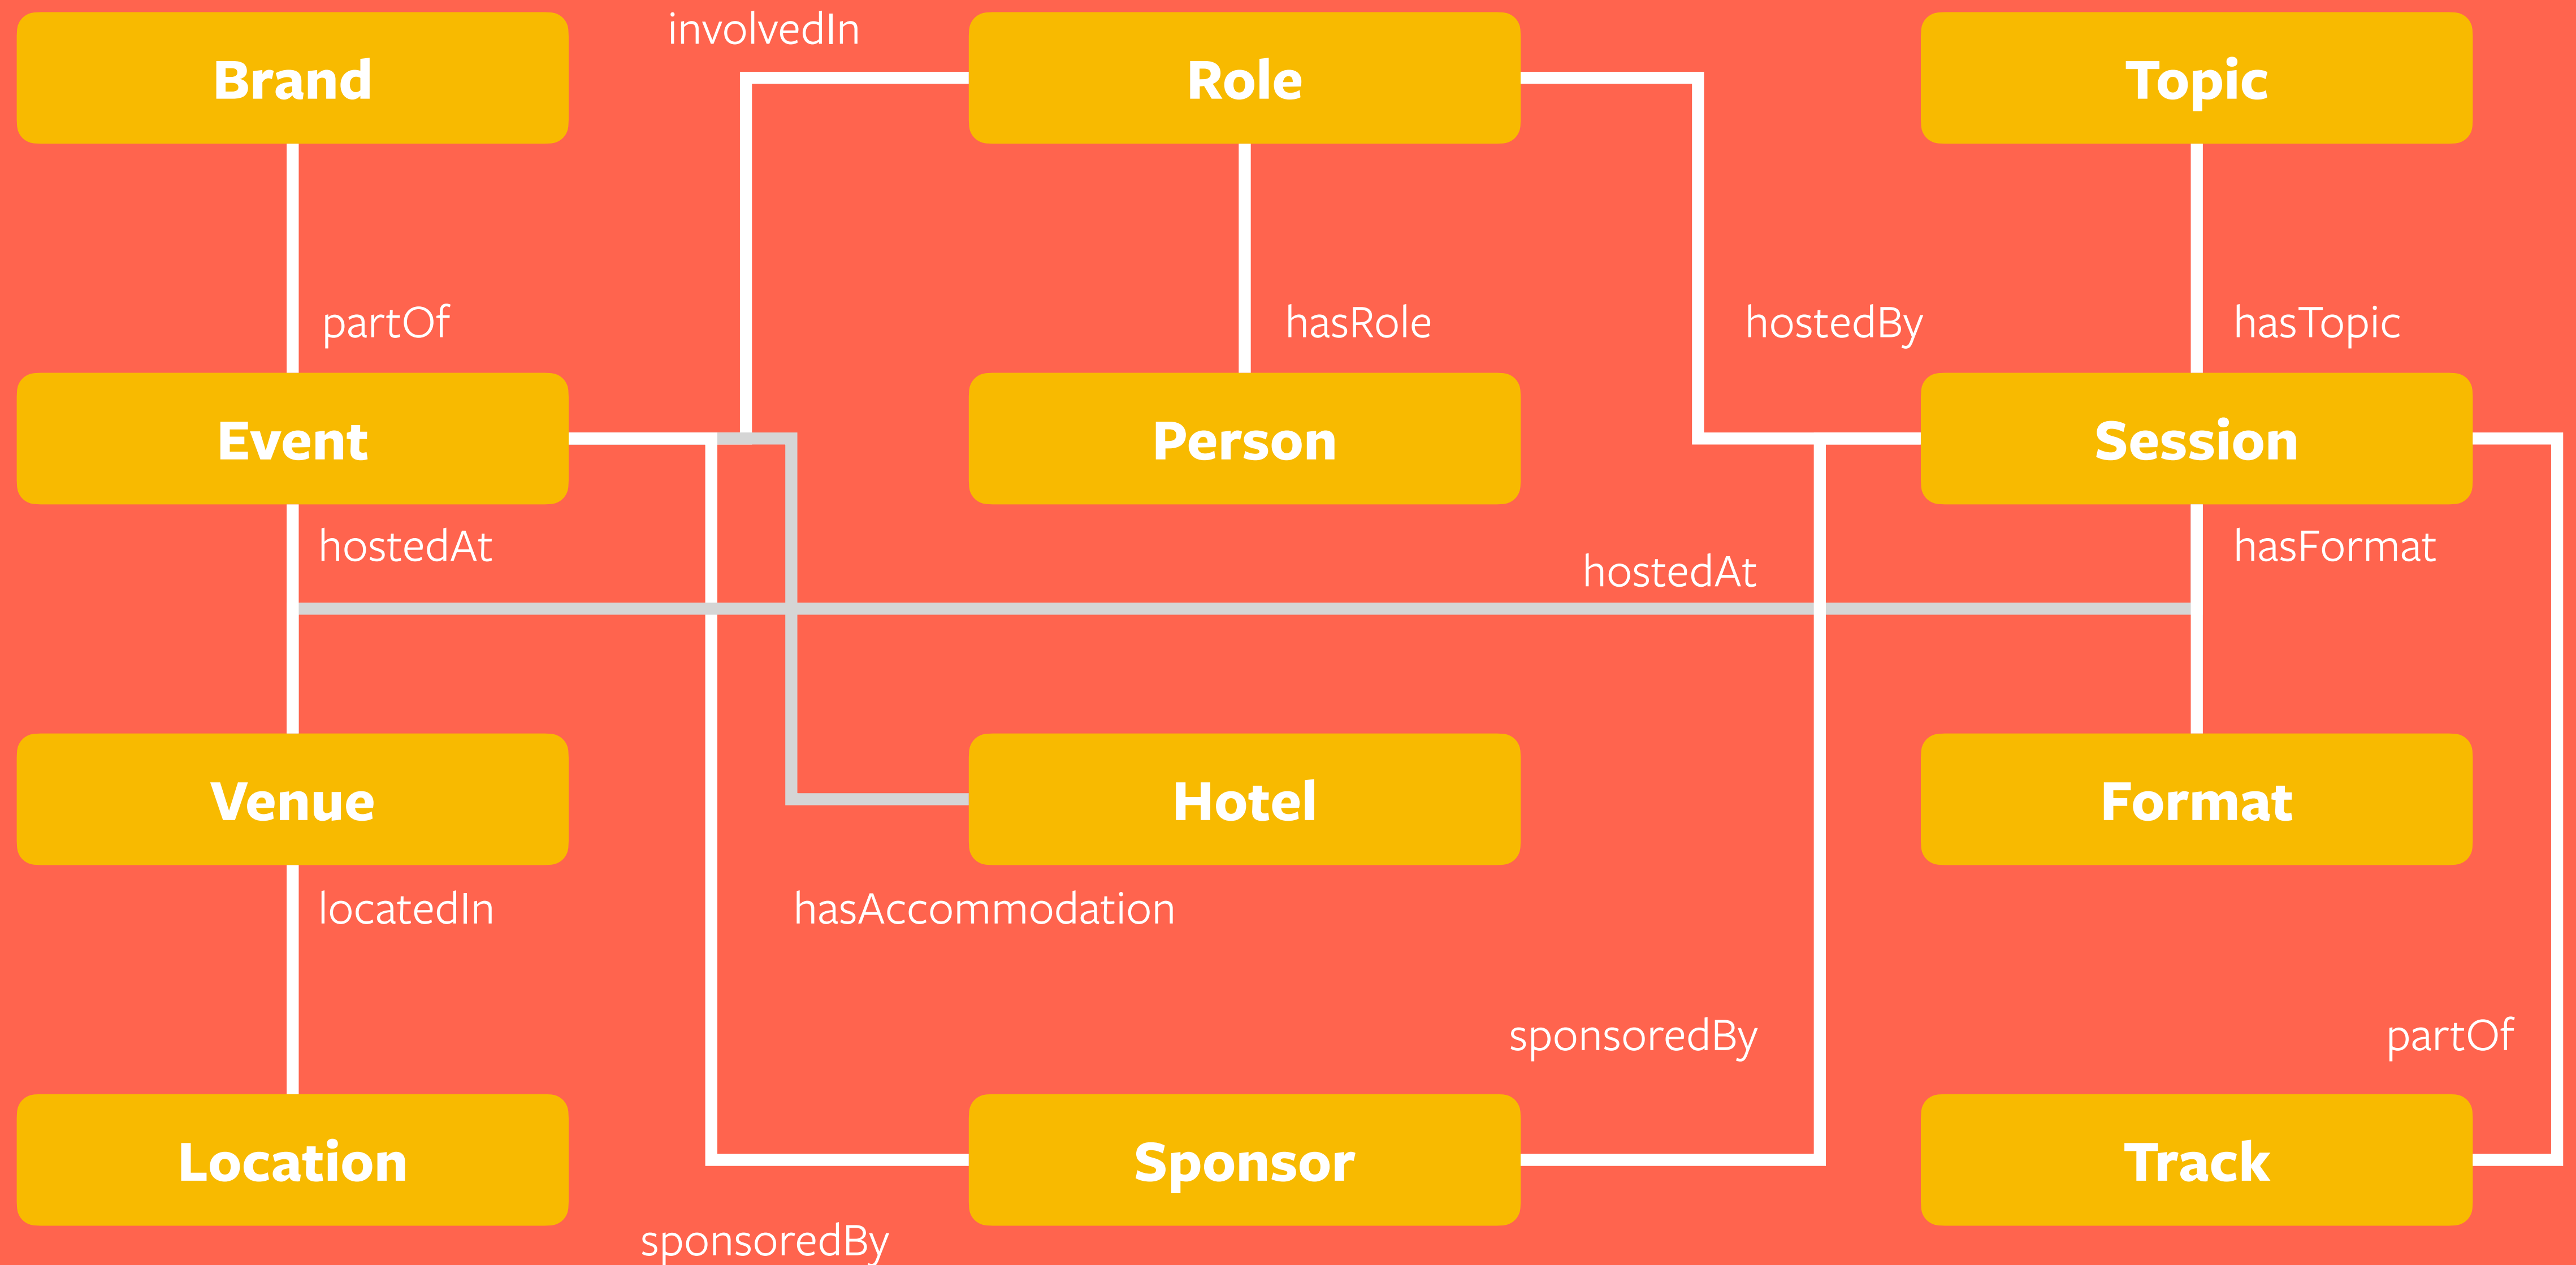 involvedIn
Brand
Role
Topic
partOf
hasRole
hostedBy
hasTopic
Event
Person
Session
hostedAt
hostedAt
hasFormat
Venue
Hotel
Format
locatedIn
hasAccommodation
sponsoredBy
partOf
Location
Sponsor
Track
sponsoredBy